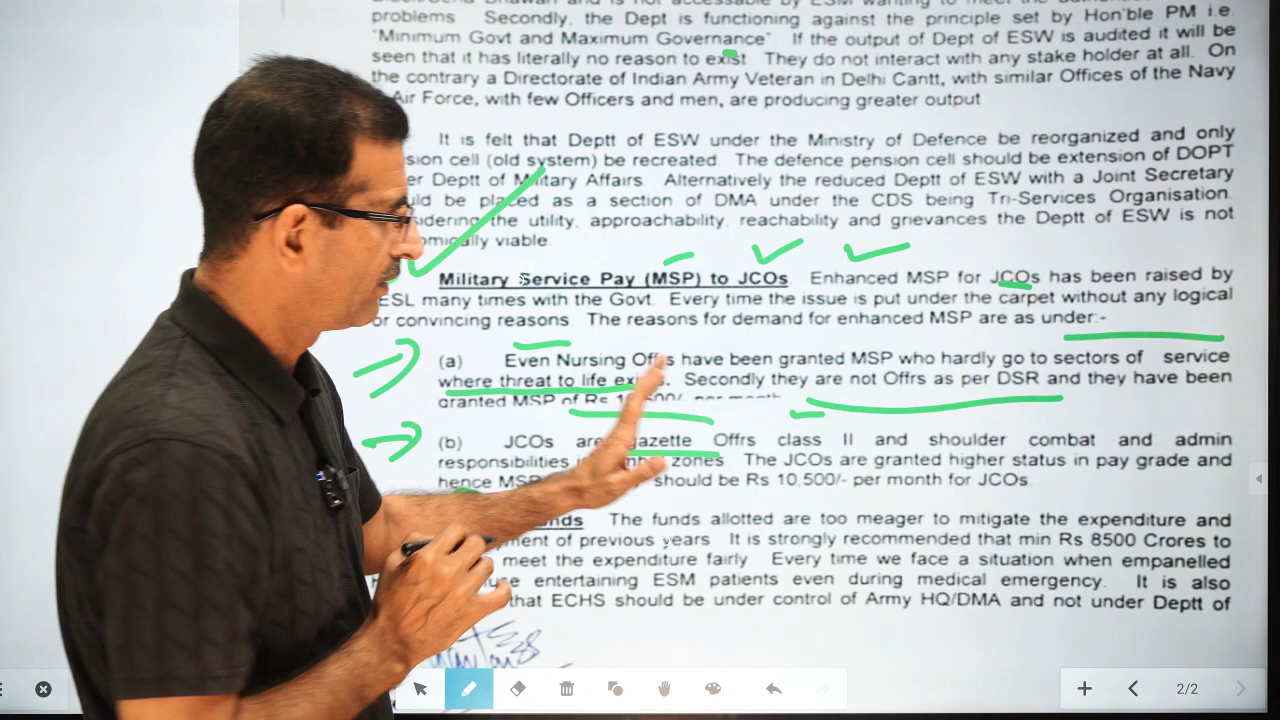 problems Secondly, the Dept is functioning against the principle set by Hon'ble PM i.e.
"Minimum Govt and Maximum Governance" If the output of Dept of ESW is audited it will be
seen that it has literally no reason to exist They do not interact with any stake holder at all. On
the contrary a Directorate of Indian Army Veteran in Delhi Cantt, with similar Offices of the Navy
Air Force, with few Officers and men, are producing greater output
It is felt that Deptt of ESW under the Ministry of Defence be reorganized and only
sion cell (old system) be recreated The defence pension cell should be extension of DOPT
er Deptt of Military Affairs. Alternatively the reduced Deptt of ESW with a Joint Secretary
uld be placed as a section of DMA under the CDS being Tri-Services Organisation.
sidering the utility, approachability, reachability and grievances the Deptt of ESW is not
omically viable
Military Service Pay (MSP) to JCOs. Enhanced MSP for JCOs has been raised by
ESL many times with the Govt. Every time the issue is put under the carpet without any logical
or convincing reasons The reasons for demand for enhanced MSP are as under:-
(a) Even Nursing Offrs have been granted MSP who hardly go to sectors of service
where threat to life Secondly they are not Offrs as per DSR and they have been
granted MSP of Rs per month
(b) JCOs are gazette Offrs class II and shoulder combat and admin
responsibilities zones The JCOs are granted higher status in pay grade and
hence MSP should be Rs 10,500/- per month for JCOs.
nds The funds allotted are too meager to mitigate the expenditure and
ment of previous years It is strongly recommended that min Rs 8500 Crores to
meet the expenditure fairly. Every time we face a situation when empanelled
entertaining ESM patients even during medical emergency. It is also
that ECHS should be under control of Army HQ/DMA and not under Deptt of
2/2